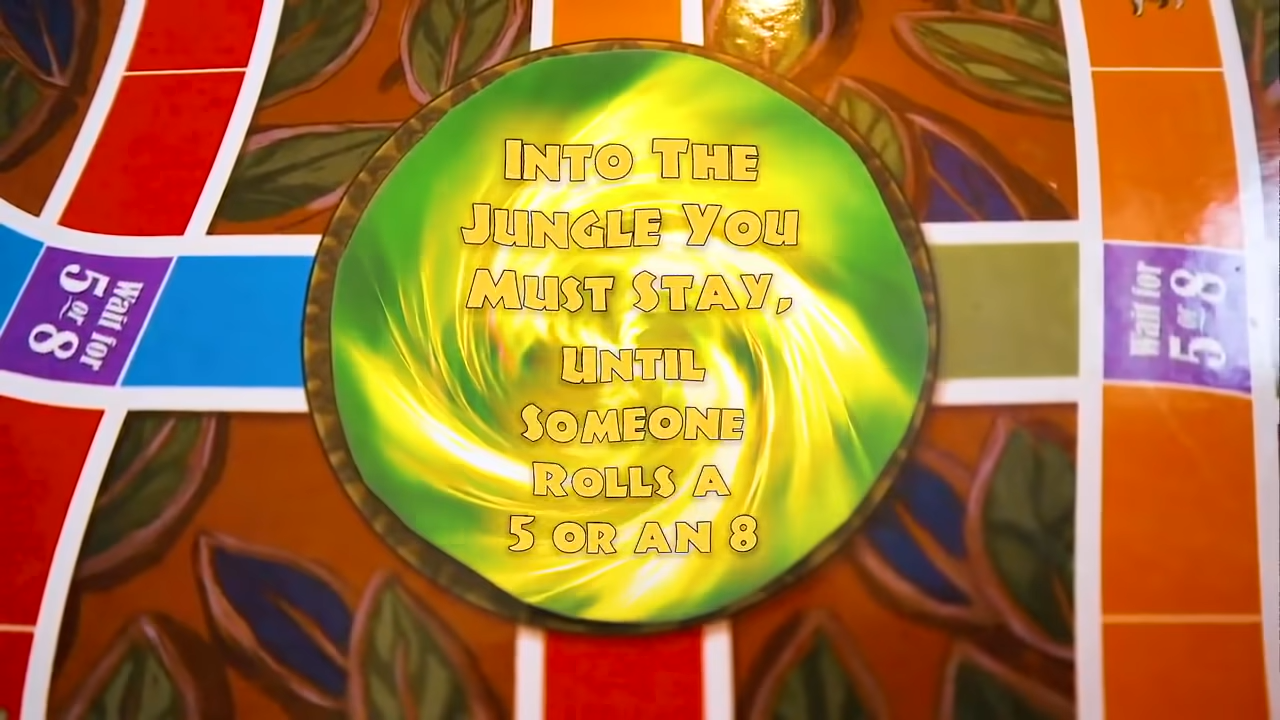 Into The
Jungle You
Must Stay,
Until
Someone
Rolls a
5 or an 8
Wait for
5 or 8
Wait for
5 or 8